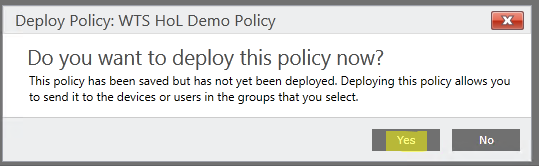 Deploy Policy: WTS HoL Demo Policy
Do you want to deploy this policy now?
This policy has been saved but has not yet been deployed. Deploying this policy allows you
to send it to the devices or users in the groups that you select.
Yes No